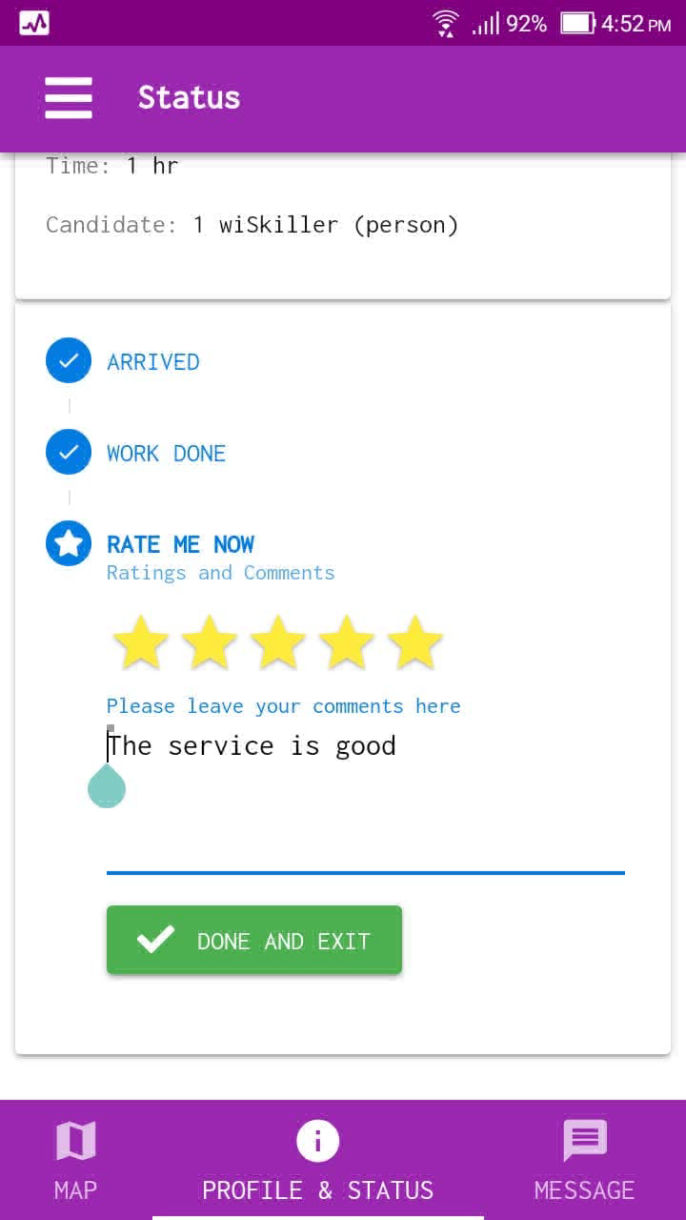 92% 4:52 PM
Status
Time: 1 hr
Candidate: 1 wiSkiller (person)
ARRIVED
WORK DONE
RATE ME NOW
Ratings and Comments
Please leave your comments here
The service is good
DONE AND EXIT
MAP PROFILE & STATUS MESSAGE